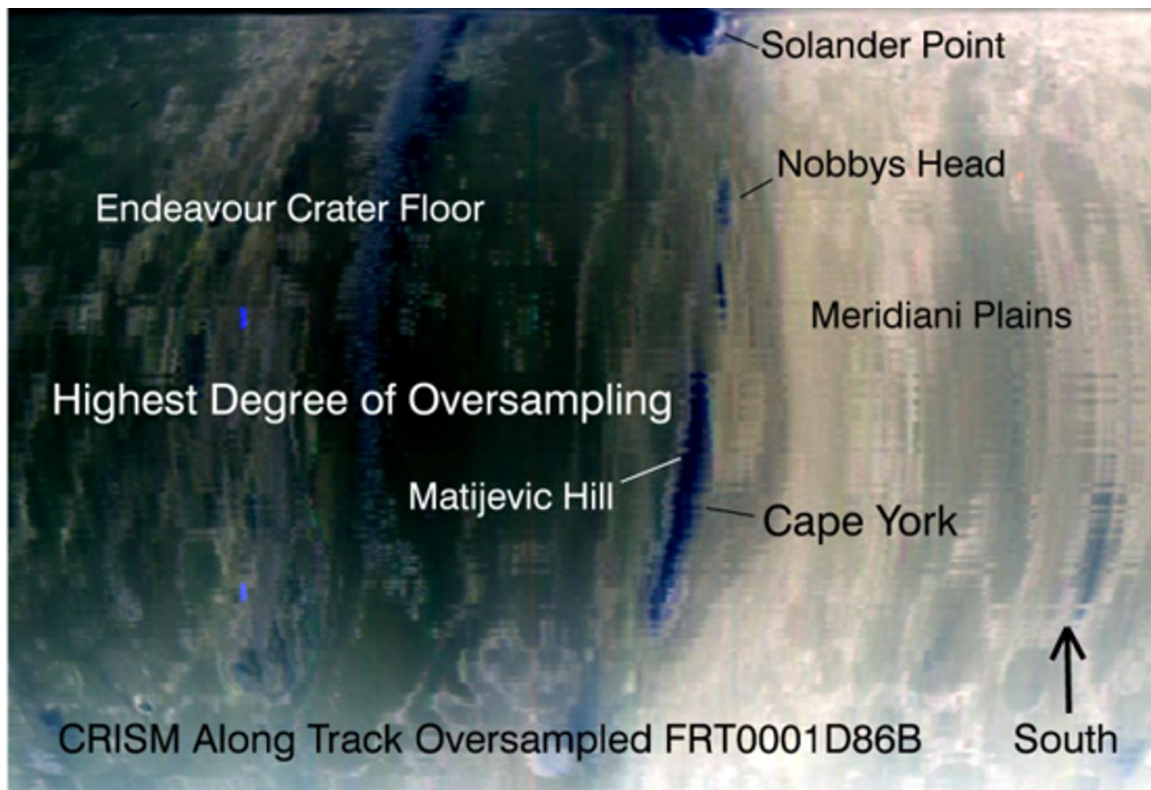 Solander Point
Nobbys Head
Endeavour Crater Floor
Meridiani Plains
Highest Degree of Oversampling
Matijevic Hill
Cape York
CRISM Along Track Oversampled FRT0001D86B
South